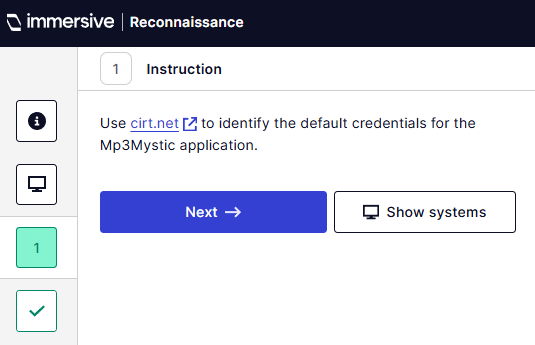 immersive | Reconnaissance
1 Instruction
Use cirt.net to identify the default credentials for the
Mp3Mystic application.
Next → Show systems
1